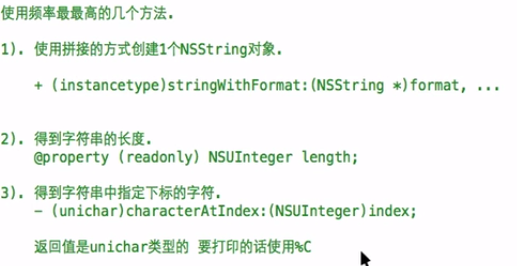 使用频率最最高的几个方法.
1). 使用拼接的方式创建1个NSString对象.
+ (instancetype)stringWithFormat:(NSString *)format, ...
2). 得到字符串的长度.
@property (readonly) NSUInteger length;
3). 得到字符串中指定下标的字符.
- (unichar)characterAtIndex:(NSUInteger)index;
返回值是unichar类型的 要打印的话使用%C